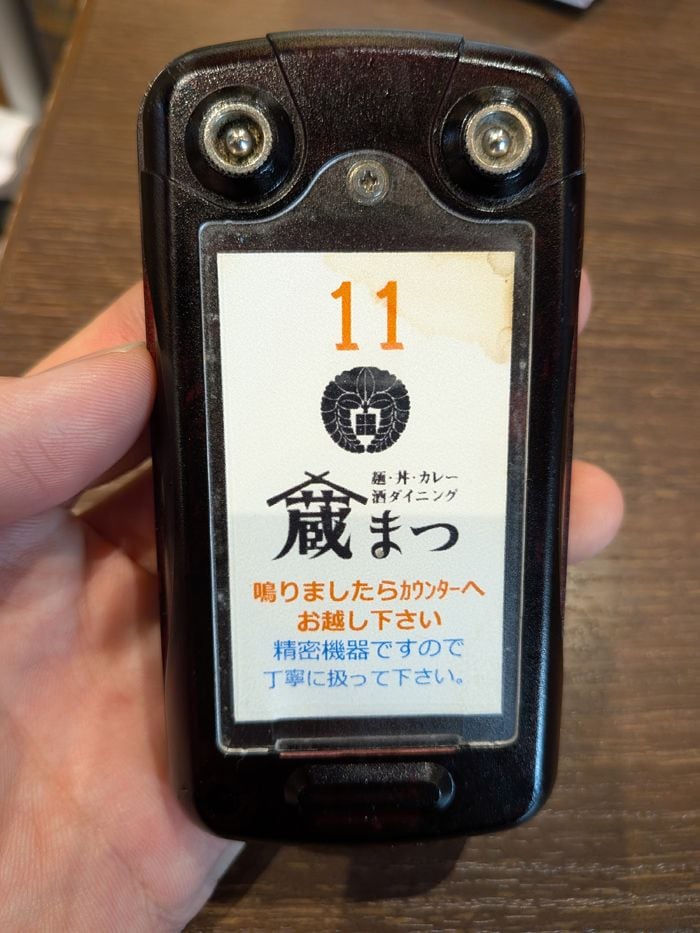 11
麺・丼・カレー
酒ダイニング
蔵まつ
鳴りましたらｶｳﾝﾀｰへ
お越し下さい
精密機器ですので
丁寧に扱って下さい。